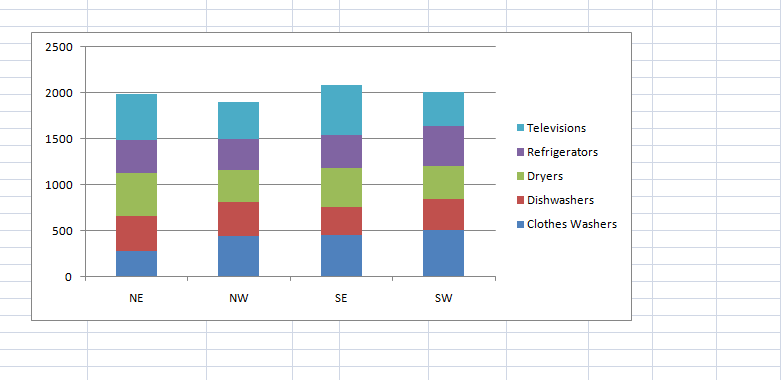 2500
2000
1500
1000
500
0
NE NW SE SW
Televisions
Refrigerators
Dryers
Dishwashers
Clothes Washers